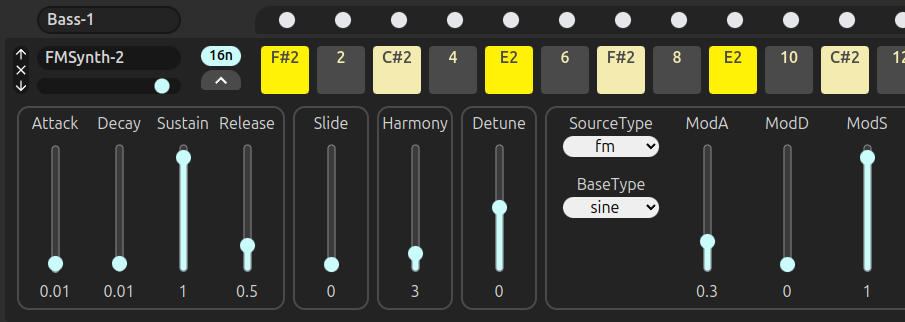 Bass-1
FMSynth-2 16n F#2 2 C#2 4 E2 6 F#2 8 E2 10 C#2 12
Attack Decay Sustain Release Slide Harmony Detune SourceType ModA ModD ModS
fm
BaseType
sine
0.01 0.01 1 0.5 0 3 0 0.3 0 1